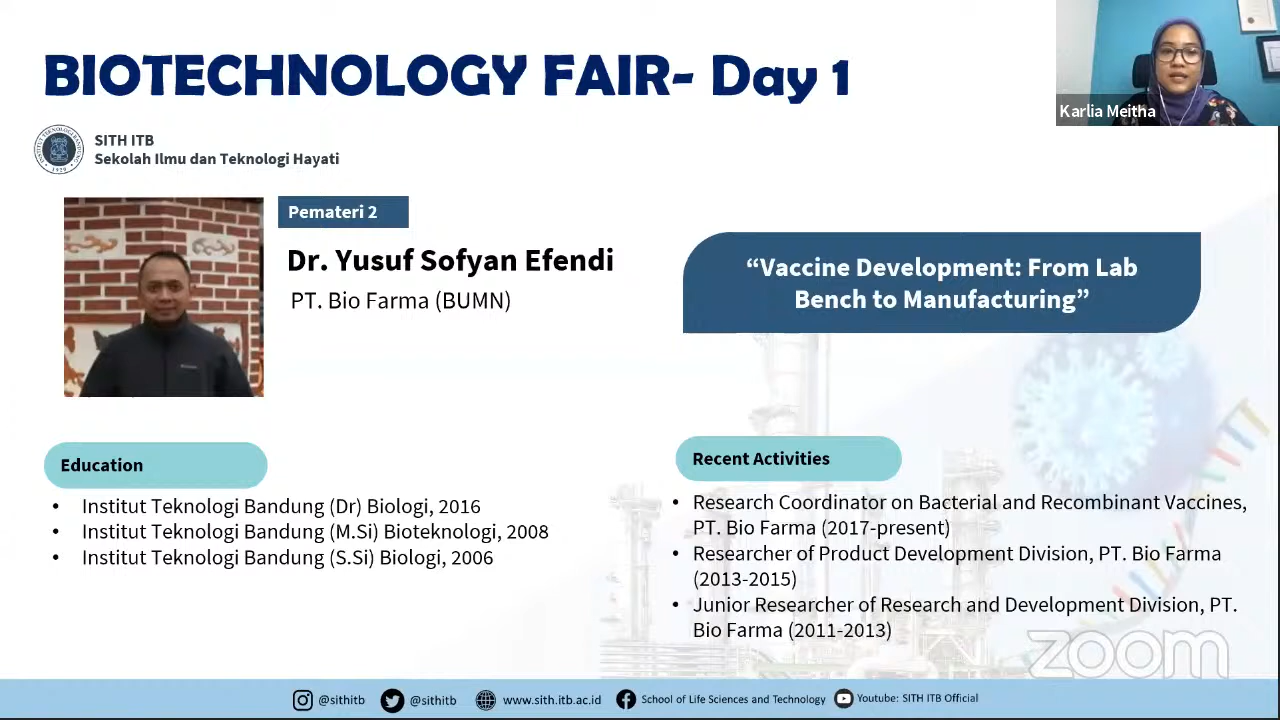 BIOTECHNOLOGY FAIR- Day 1
Karlia Meitha
SITH ITB
Sekolah Ilmu dan Teknologi Hayati
INSTITUT TEKNOLOGI BANDUNG
1920
Pemateri 2
Dr. Yusuf Sofyan Efendi
PT. Bio Farma (BUMN)
“Vaccine Development: From Lab
Bench to Manufacturing”
Education
• Institut Teknologi Bandung (Dr) Biologi, 2016
• Institut Teknologi Bandung (M.Si) Bioteknologi, 2008
• Institut Teknologi Bandung (S.Si) Biologi, 2006
Recent Activities
• Research Coordinator on Bacterial and Recombinant Vaccines,
PT. Bio Farma (2017-present)
• Researcher of Product Development Division, PT. Bio Farma
(2013-2015)
• Junior Researcher of Research and Development Division, PT.
Bio Farma (2011-2013)
zoom
@sithitb @sithitb www.sith.itb.ac.id School of Life Sciences and Technology Youtube: SITH ITB Official